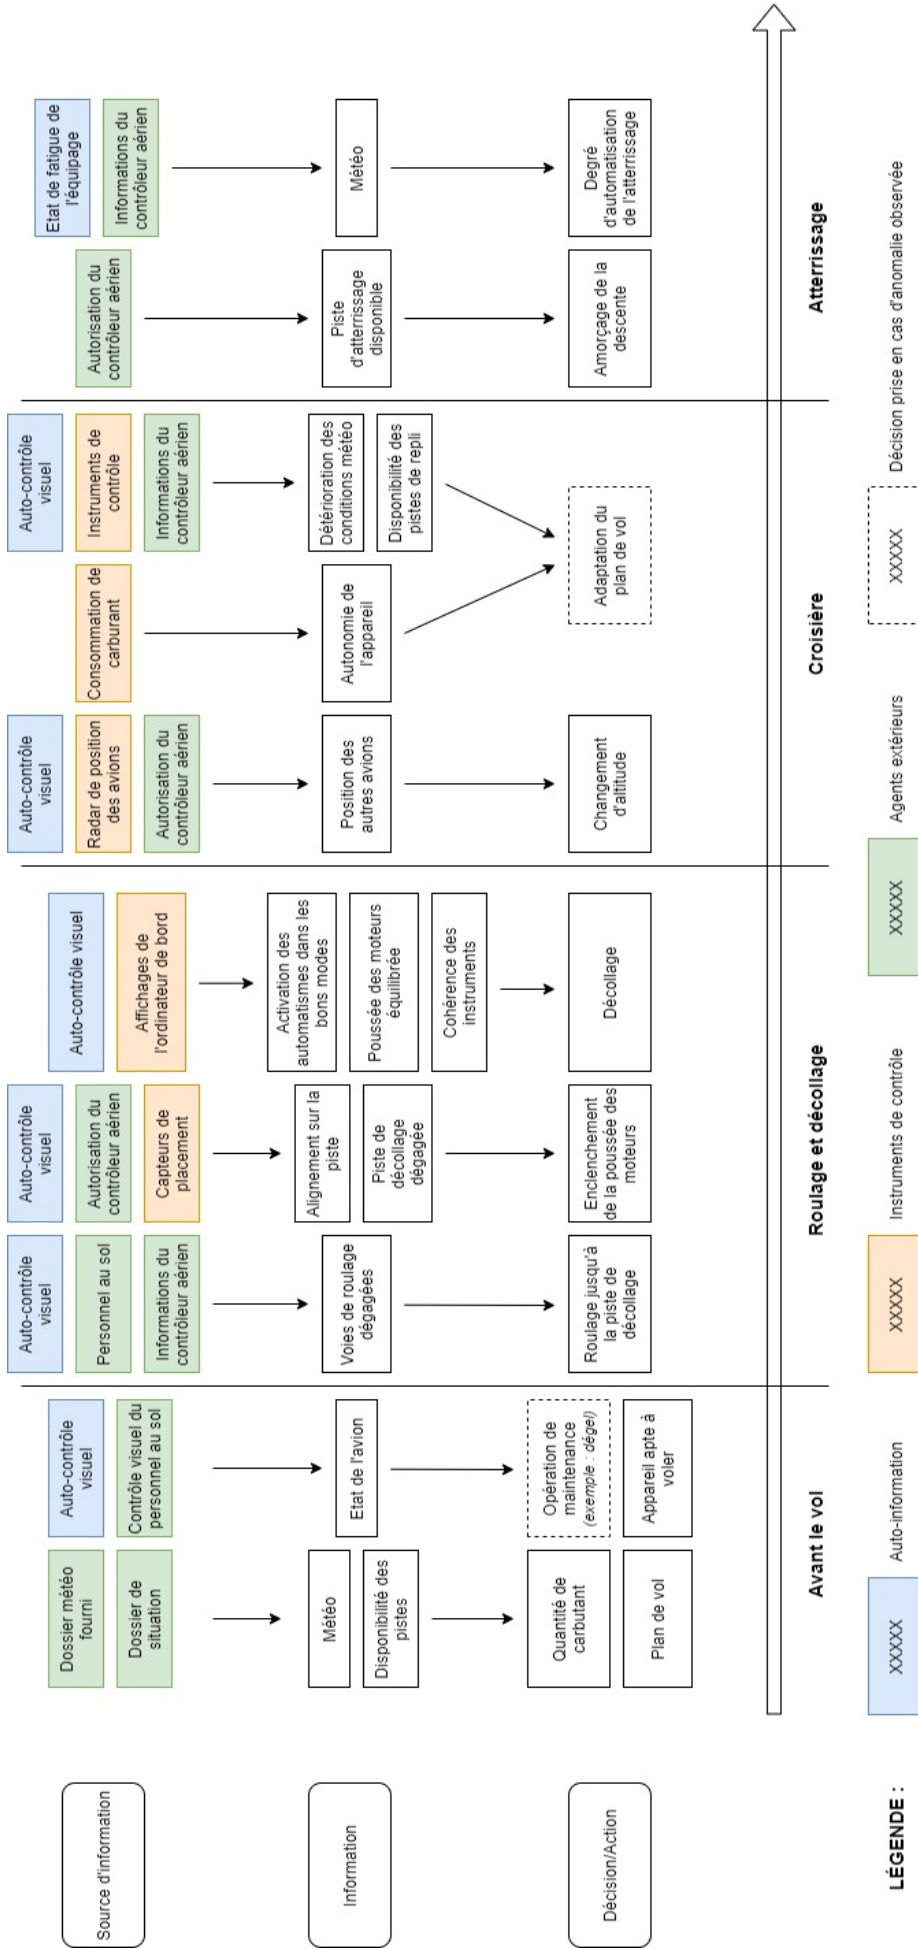 Source d'information
Dossier météo
fourni
Dossier de
situation
Auto-contrôle
visuel
Contrôle visuel du
personnel au sol
Auto-contrôle
visuel
Personnel au sol
Informations du
contrôleur aérien
Auto-contrôle
visuel
Autorisation du
contrôleur aérien
Capteurs de
placement
Auto-contrôle visuel
Affichages de
l'ordinateur de bord
Auto-contrôle
visuel
Radar de position
des avions
Autorisation du
contrôleur aérien
Consommation de
carburant
Auto-contrôle
visuel
Instruments de
contrôle
Informations du
contrôleur aérien
Autorisation du
contrôleur aérien
Etat de fatigue de
l'équipage
Informations du
contrôleur aérien
Information
Météo
Disponibilité des
pistes
Etat de l'avion
Voies de roulage
dégagées
Alignement sur la
piste
Piste de
décollage
dégagée
Activation des
automatismes dans les
bons modes
Poussée des moteurs
équilibrée
Cohérence des
instruments
Position des
autres avions
Autonomie de
l'appareil
Détérioration des
conditions météo
Disponibilité des
pistes de repli
Piste
d'atterrissage
disponible
Météo
Décision/Action
Quantité de
carbutant
Plan de vol
Opération de
maintenance
(exemple : dégel)
Appareil apte à
voler
Roulage jusqu'à
la piste de
décollage
Enclenchement
de la poussée des
moteurs
Décollage
Changement
d'altitude
Adaptation du
plan de vol
Amorçage de la
descente
Degré
d'automatisation
de l'atterrissage
Avant le vol
Roulage et décollage
Croisière
Atterrissage
LÉGENDE :
XXXXX
Auto-information
XXXXX
Instruments de contrôle
XXXXX
Agents extérieurs
XXXXX
Décision prise en cas d'anomalie observée